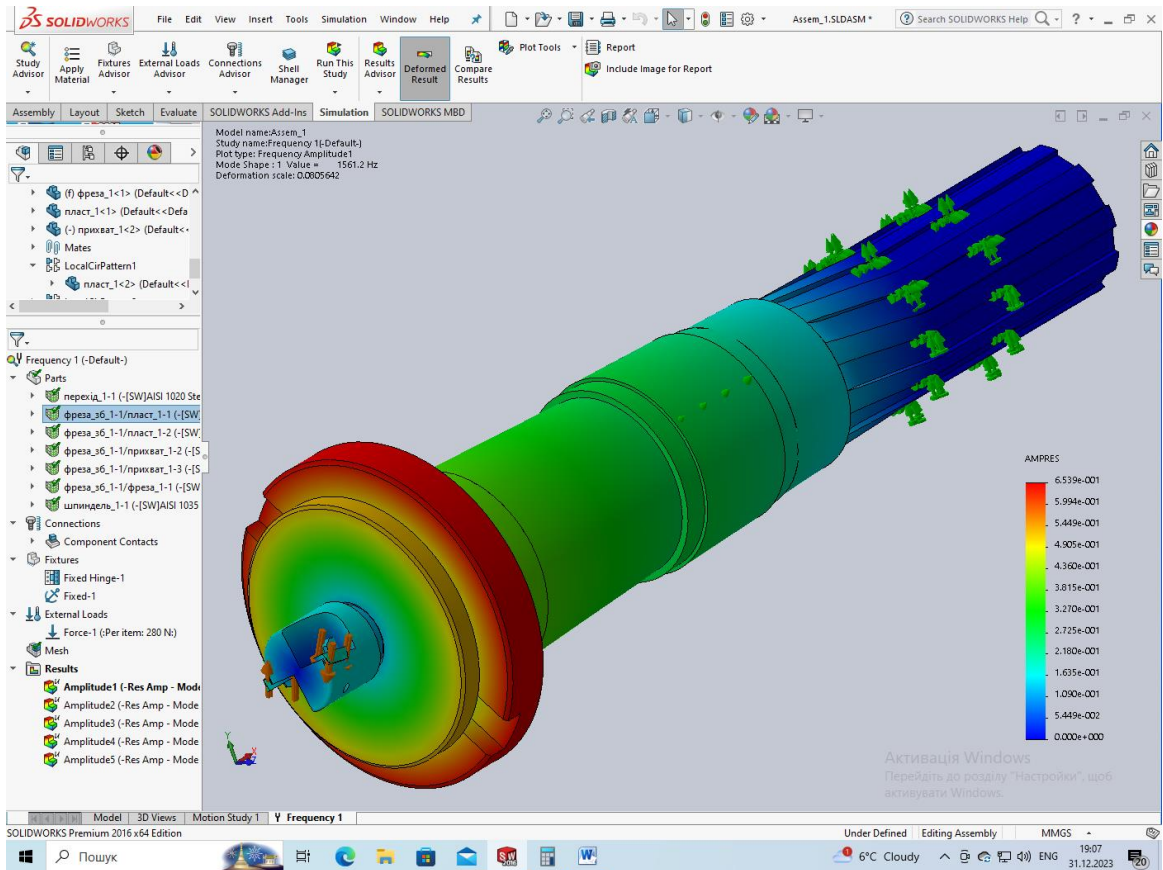 SOLIDWORKS File Edit View Insert Tools Simulation Window Help Assem_1.SLDASM * Search SOLIDWORKS Help
Study Advisor
Apply Material
Fixtures Advisor
External Loads Advisor
Connections Advisor
Shell Manager
Run This Study
Results Advisor
Deformed Result
Compare Results
Plot Tools
Report
Include Image for Report
Assembly Layout Sketch Evaluate SOLIDWORKS Add-Ins Simulation SOLIDWORKS MBD
Model name:Assem_1
Study name:Frequency 1(-Default-)
Plot type: Frequency Amplitude1
Mode Shape : 1 Value = 1561.2 Hz
Deformation scale: 0.0805642
(f) фреза_1<1> (Default<<D
пласт_1<1> (Default<<Defa
(-) прихват_1<2> (Default<<
Mates
LocalCirPattern1
пласт_1<2> (Default<<
Frequency 1 (-Default-)
Parts
перехід_1-1 (-[SW]AISI 1020 Ste
фреза_зб_1-1/пласт_1-1 (-[SW
фреза_зб_1-1/пласт_1-2 (-[SW
фреза_зб_1-1/прихват_1-2 (-[S
фреза_зб_1-1/прихват_1-3 (-[S
фреза_зб_1-1/фреза_1-1 (-[SW
шпиндель_1-1 (-[SW]AISI 1035
Connections
Component Contacts
Fixtures
Fixed Hinge-1
Fixed-1
External Loads
Force-1 (:Per item: 280 N:)
Mesh
Results
Amplitude1 (-Res Amp - Mode
Amplitude2 (-Res Amp - Mode
Amplitude3 (-Res Amp - Mode
Amplitude4 (-Res Amp - Mode
Amplitude5 (-Res Amp - Mode
AMPRES
6.539e-001
5.994e-001
5.449e-001
4.905e-001
4.360e-001
3.815e-001
3.270e-001
2.725e-001
2.180e-001
1.635e-001
1.090e-001
5.449e-002
0.000e+000
Y
X
Активація Windows
Перейдіть до розділу "Настройки", щоб
активувати Windows.
Model 3D Views Motion Study 1 Frequency 1
SOLIDWORKS Premium 2016 x64 Edition Under Defined Editing Assembly MMGS
Пошук 6°C Cloudy ENG 19:07
31.12.2023 20